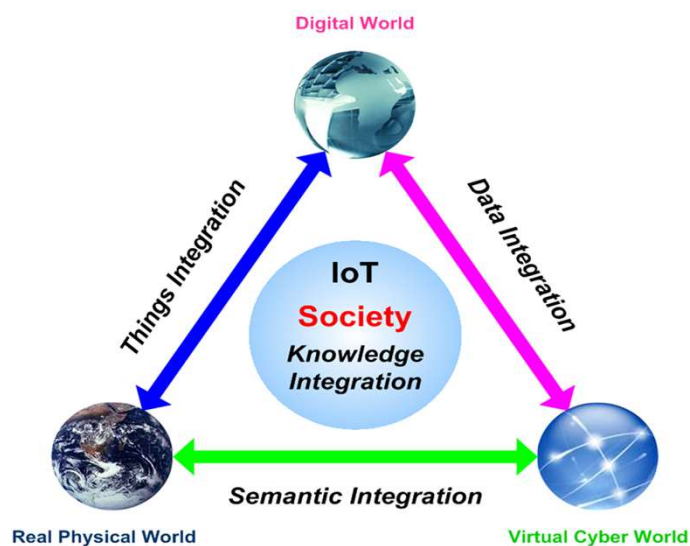 Digital World
Things Integration
Data Integration
IoT
Society
Knowledge
Integration
Semantic Integration
Real Physical World
Virtual Cyber World